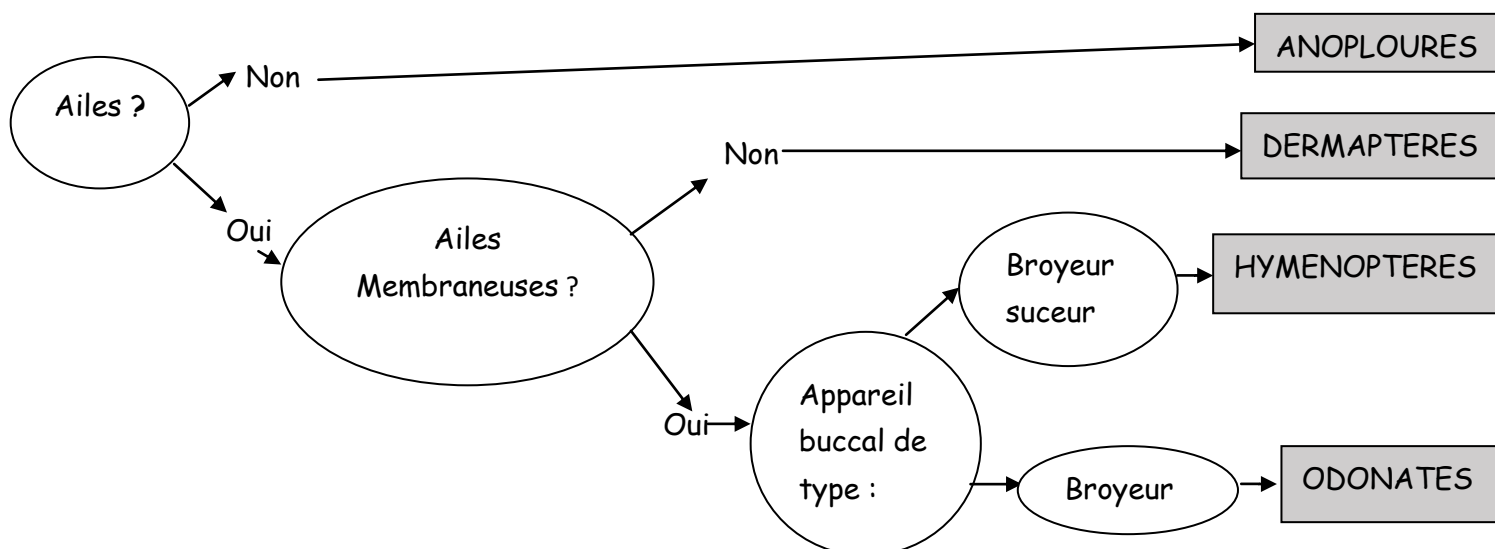 ANOPLOURES
Non
Ailes ?
DERMAPTERES
Non
Oui
Ailes
Membraneuses ?
Broyeur
suceur
HYMENOPTERES
Appareil
buccal de
type :
Oui
Broyeur
ODONATES